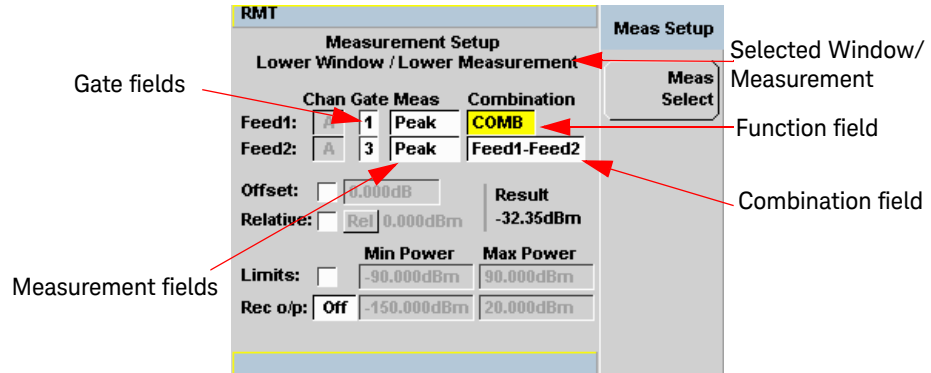 RMT
Meas Setup
Measurement Setup
Lower Window / Lower Measurement
Selected Window/
Measurement
Meas
Select
Gate fields
Chan Gate Meas Combination
Feed1: A 1 Peak COMB
Function field
Feed2: A 3 Peak Feed1-Feed2
Offset: 0.000dB
Result
Combination field
Relative: Rel 0.000dBm
-32.35dBm
Min Power Max Power
Measurement fields
Limits: -90.000dBm 90.000dBm
Rec o/p: Off -150.000dBm 20.000dBm